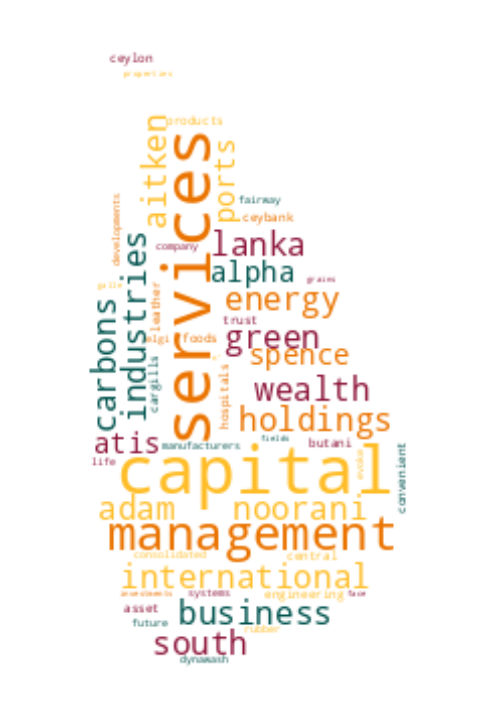 ceylon
properties
products
aitken
services
ports
developments
fairway
ceybank
industries
company
lanka
alpha
grains
galle
leather
energy
carbons
trust
elgi
foods
green
spence
cargills
hospitals
wealth
holdings
atis
manufacturers
fields
butani
life
capital
evoke
convenient
adam
noorani
management
consolidated
central
international
investments
systems
engineering
face
asset
business
future
rubber
south
dynawash